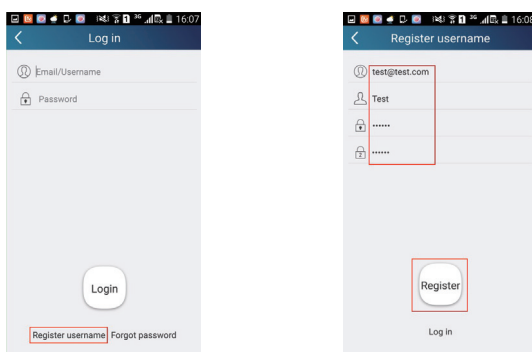 16:07
Log in
Email/Username
Password
Login
Register username Forgot password
16:08
Register username
test@test.com
Test
••••••
••••••
Register
Log in